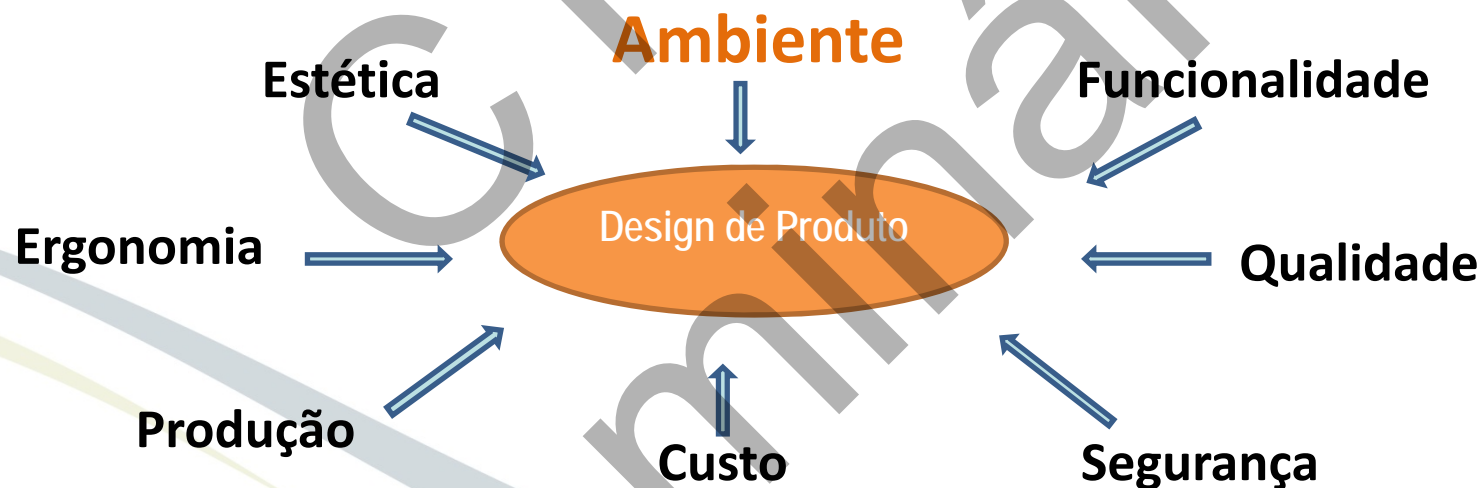 Ambiente
Estética
Funcionalidade
Design de Produto
Ergonomia
Qualidade
Produção
Custo
Segurança